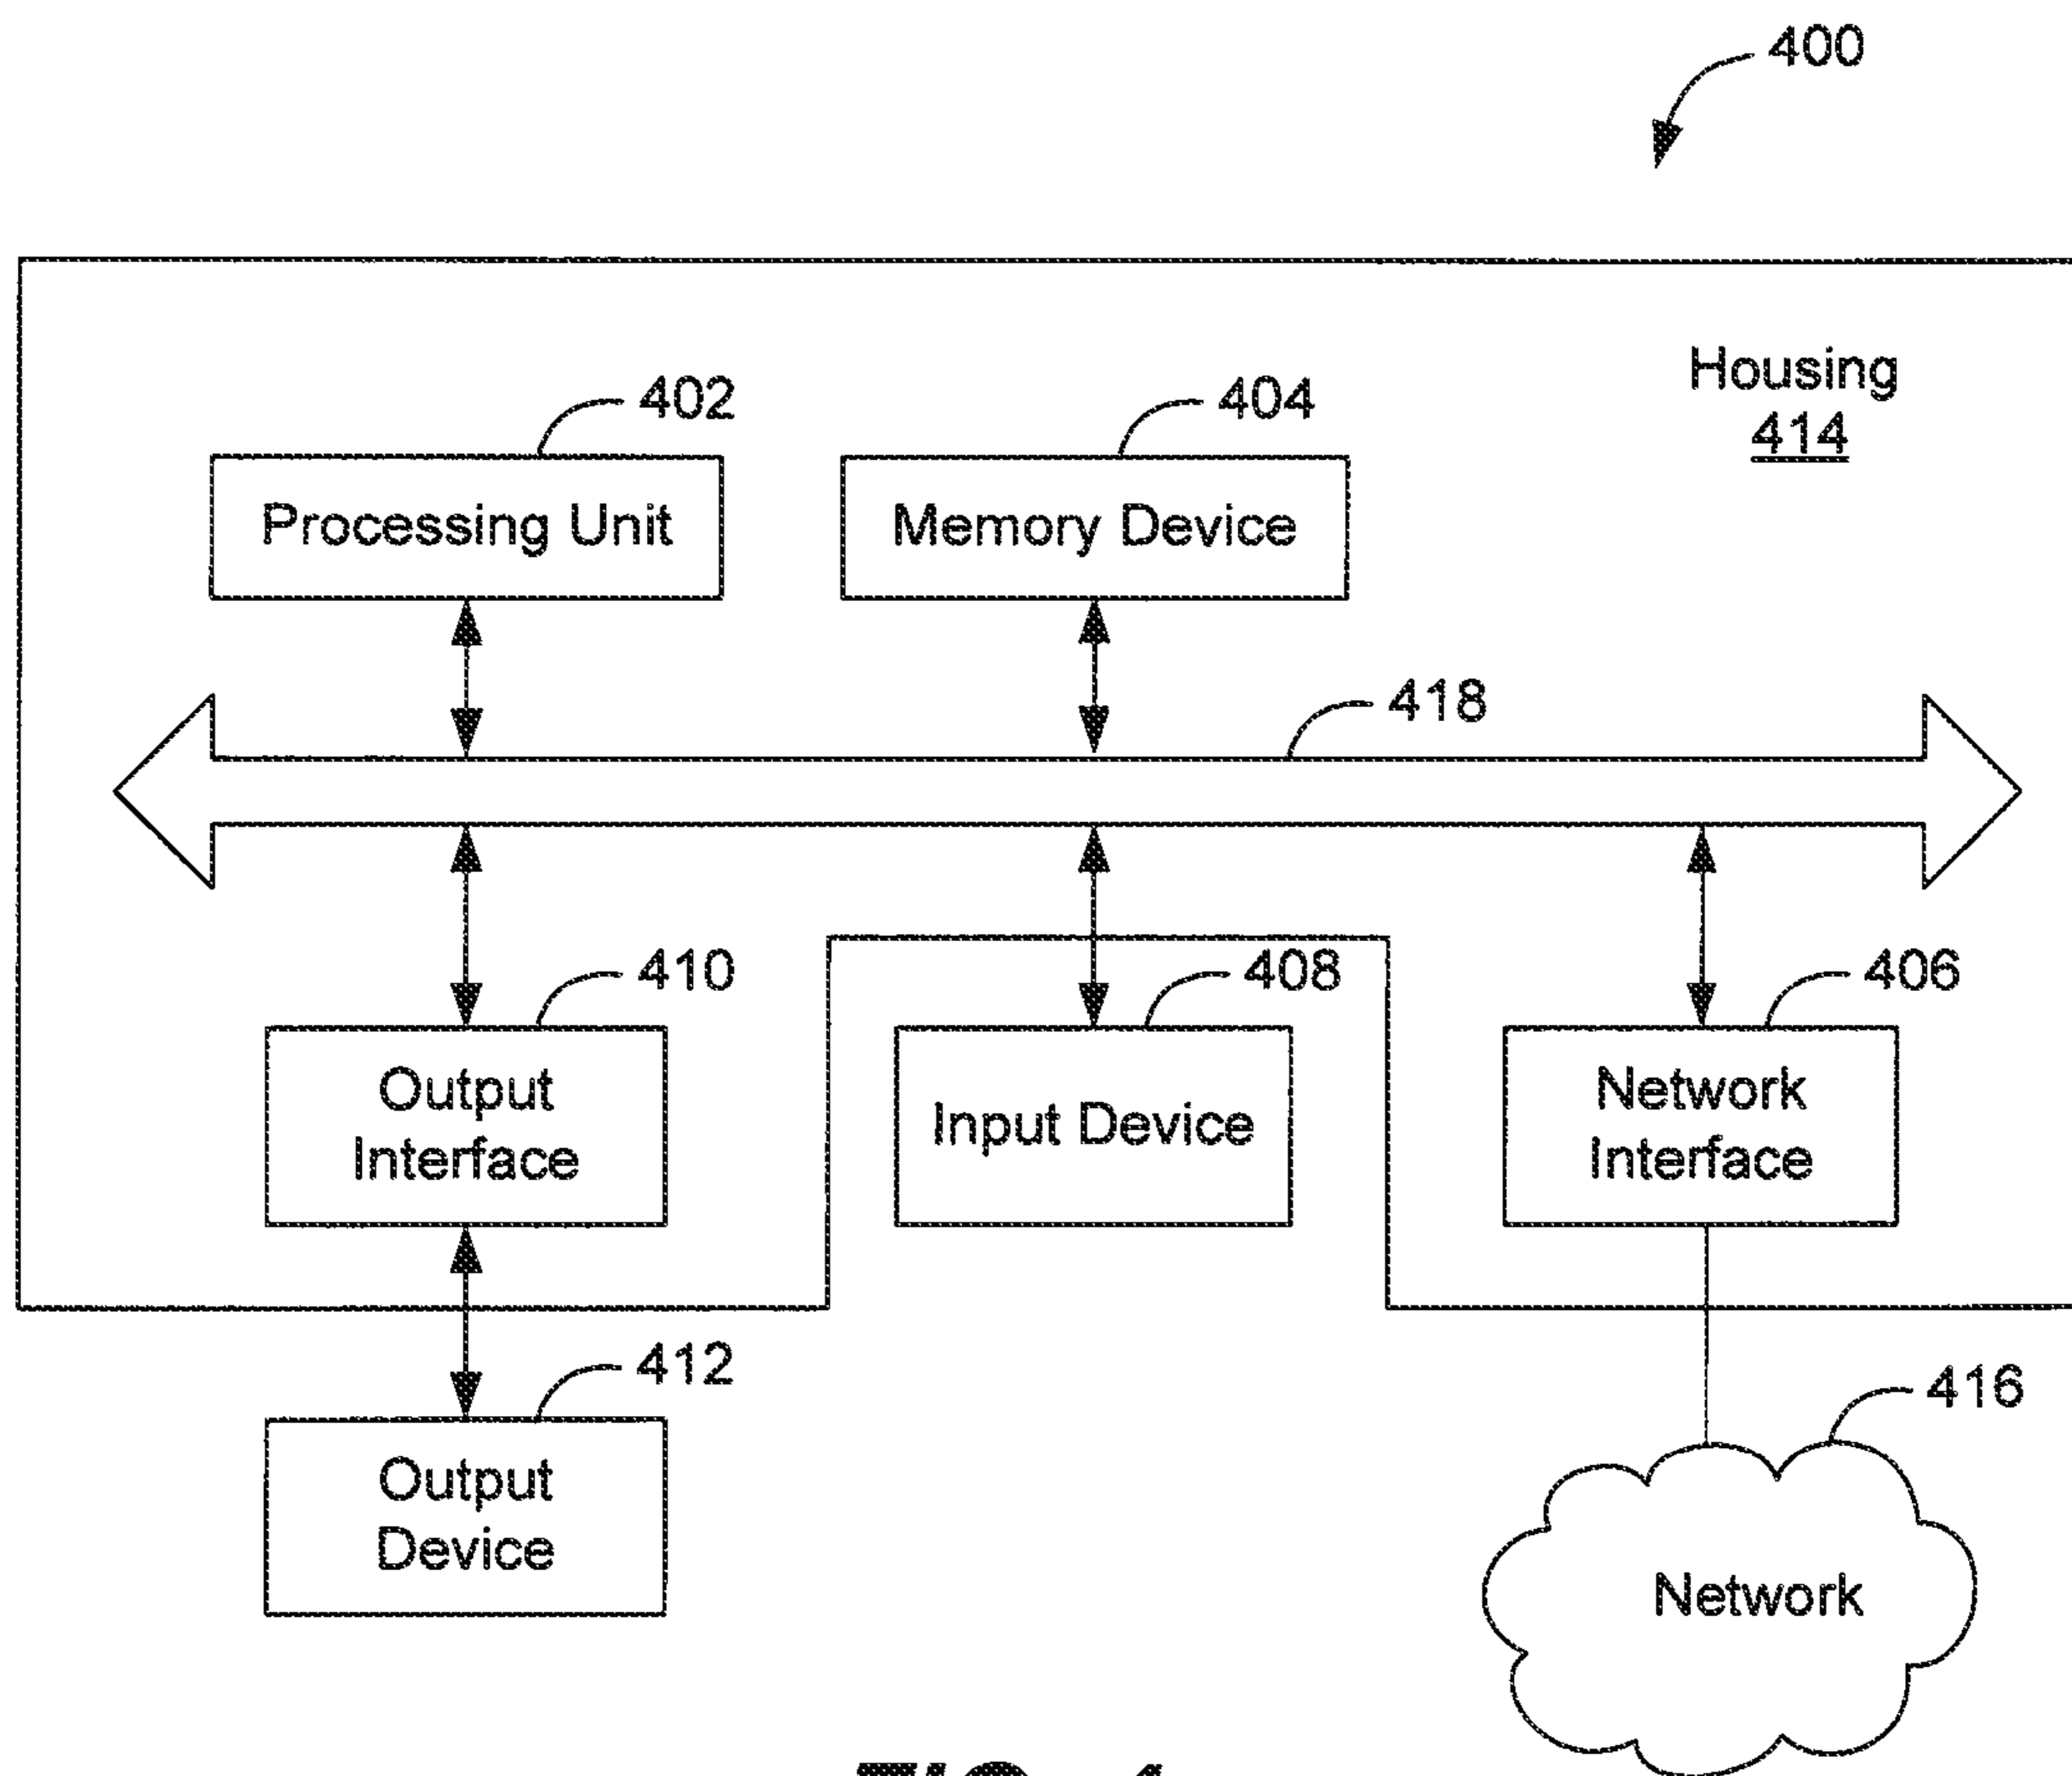 400
Housing
414
402
404
Processing Unit
Memory Device
418
410
408
406
Output
Interface
Input Device
Network
Interface
412
416
Output
Device
Network